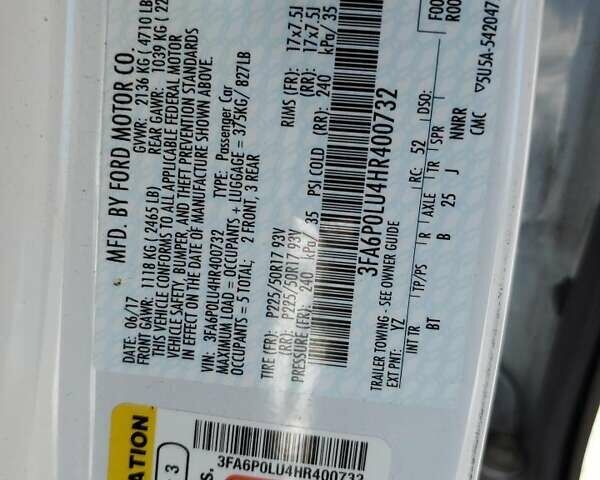 MFD. BY FORD MOTOR CO.
DATE: 06/17 GVWR: 2136 KG ( 4710 LB
FRONT GAWR: 1118 KG ( 2465 LB) REAR GAWR: 1039 KG ( 22
VEHICLE CONFORMS TO ALL APPLICABLE FEDERAL MOTOR
VEHICLE SAFETY, BUMPER, AND THEFT PREVENTION STANDARDS
IN EFFECT ON THE DATE OF MANUFACTURE SHOWN ABOVE.
VIN: 3FA6P0LU4HR400732 TYPE: Passenger Car
MAXIMUM LOAD = OCCUPANTS + LUGGAGE = 375KG/ 827LB
OCCUPANTS = 5 TOTAL; 2 FRONT, 3 REAR
TIRE (FR): P225/50R17 93V RIMS (FR): 17x7.5J
(RR): P225/50R17 93V (RR): 17x7.5J
PRESSURE (FR): 240 kPa/ 35 PSI COLD (RR): 240 kPa/ 35
3FA6P0LU4HR400732
TRAILER TOWING - SEE OWNER GUIDE
F00
R00
EXT PNT: YZ RC: 52 DSO:
TP/PS R AXLE TR SPR
BT B 25 J NNRR
CMC ▽5U5A-542047
ATION
3
3FA6P0LU4HR400732